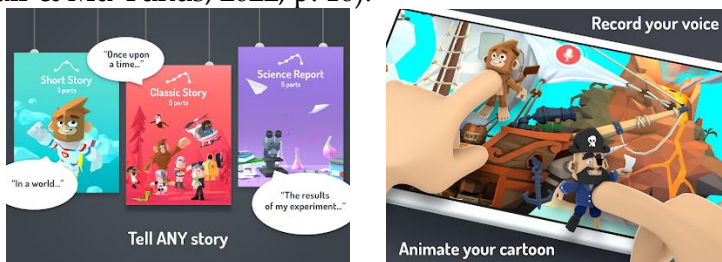 Short Story
3 parts
"Once upon
a time..."
Classic Story
5 parts
Science Report
5 parts
"In a world..."
"The results
of my experiment..."
Tell ANY story
Record your voice
Animate your cartoon